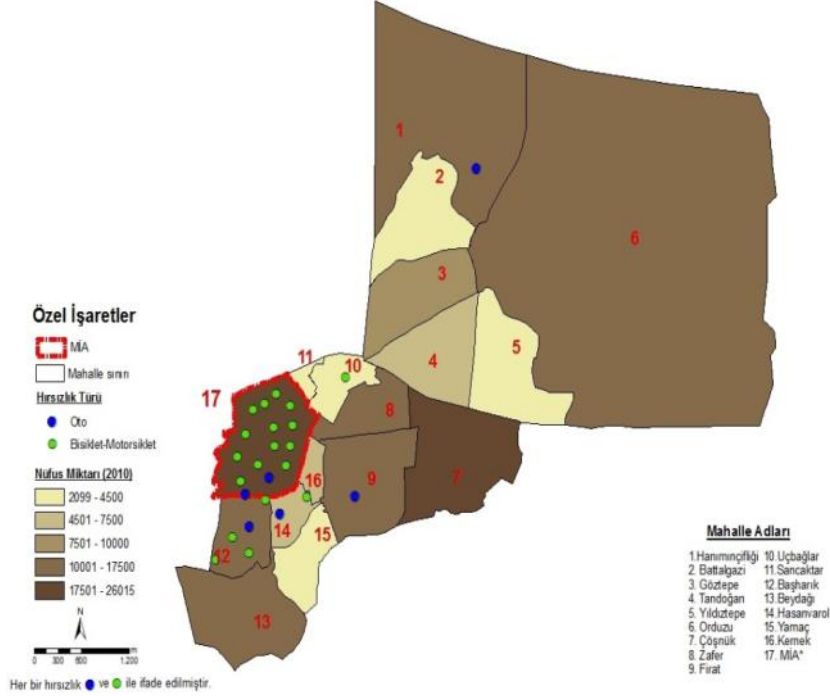 1
2
6
3
5
4
11
10
17
8
16
9
7
14
15
12
13
Özel İşaretler
MİA
Mahalle sınırı
Hırsızlık Türü
Oto
Bisiklet-Motorsiklet
Nüfus Miktarı (2010)
2099 - 4500
4501 - 7500
7501 - 10000
10001 - 17500
17501 - 26015
N
0 300 600 1.200
m
Her bir hırsızlık ve ile ifade edilmiştir.
Mahalle Adları
1.Hanımınçifliği 10.Uçbağlar
2. Battalgazi 11.Sancaktar
3. Göztepe 12.Başharık
4. Tandoğan 13.Beydağı
5. Yıldıztepe 14.Hasanvarol
6. Orduzu 15.Yamaç
7. Çöşnük 16.Kernek
8. Zafer 17. MİA*
9. Fırat